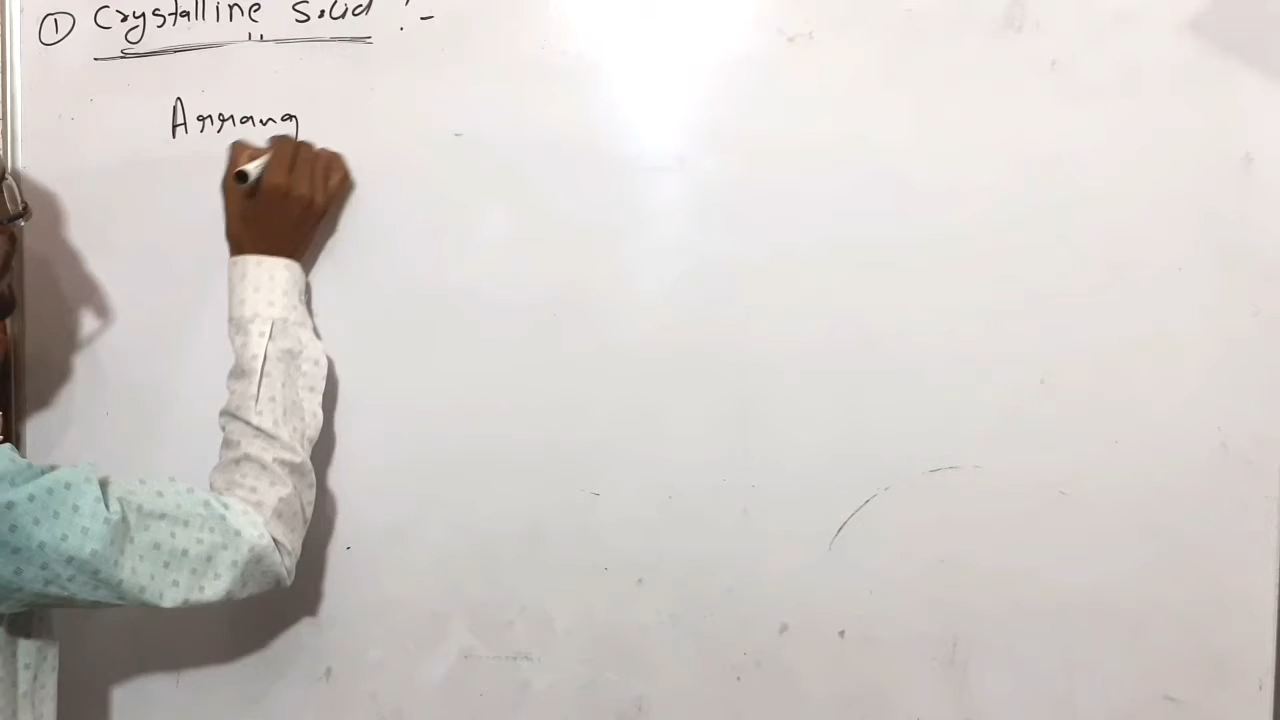 ① Crystalline Solid :-
Arrang